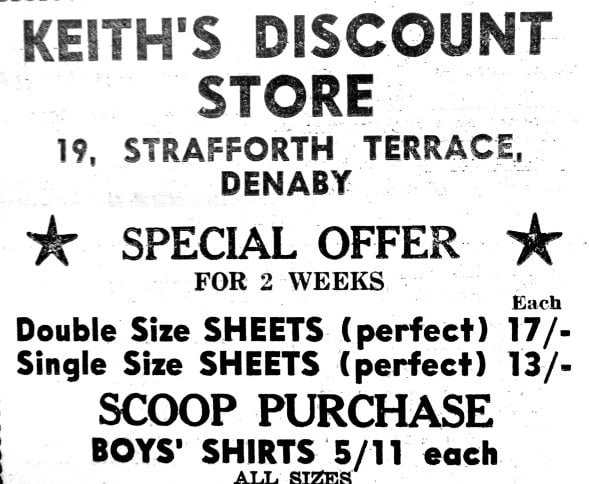 KEITH'S DISCOUNT
STORE
19, STRAFFORTH TERRACE,
DENABY
SPECIAL OFFER
FOR 2 WEEKS
Each
Double Size SHEETS (perfect) 17/-
Single Size SHEETS (perfect) 13/-
SCOOP PURCHASE
BOYS' SHIRTS 5/11 each
ALL SIZES